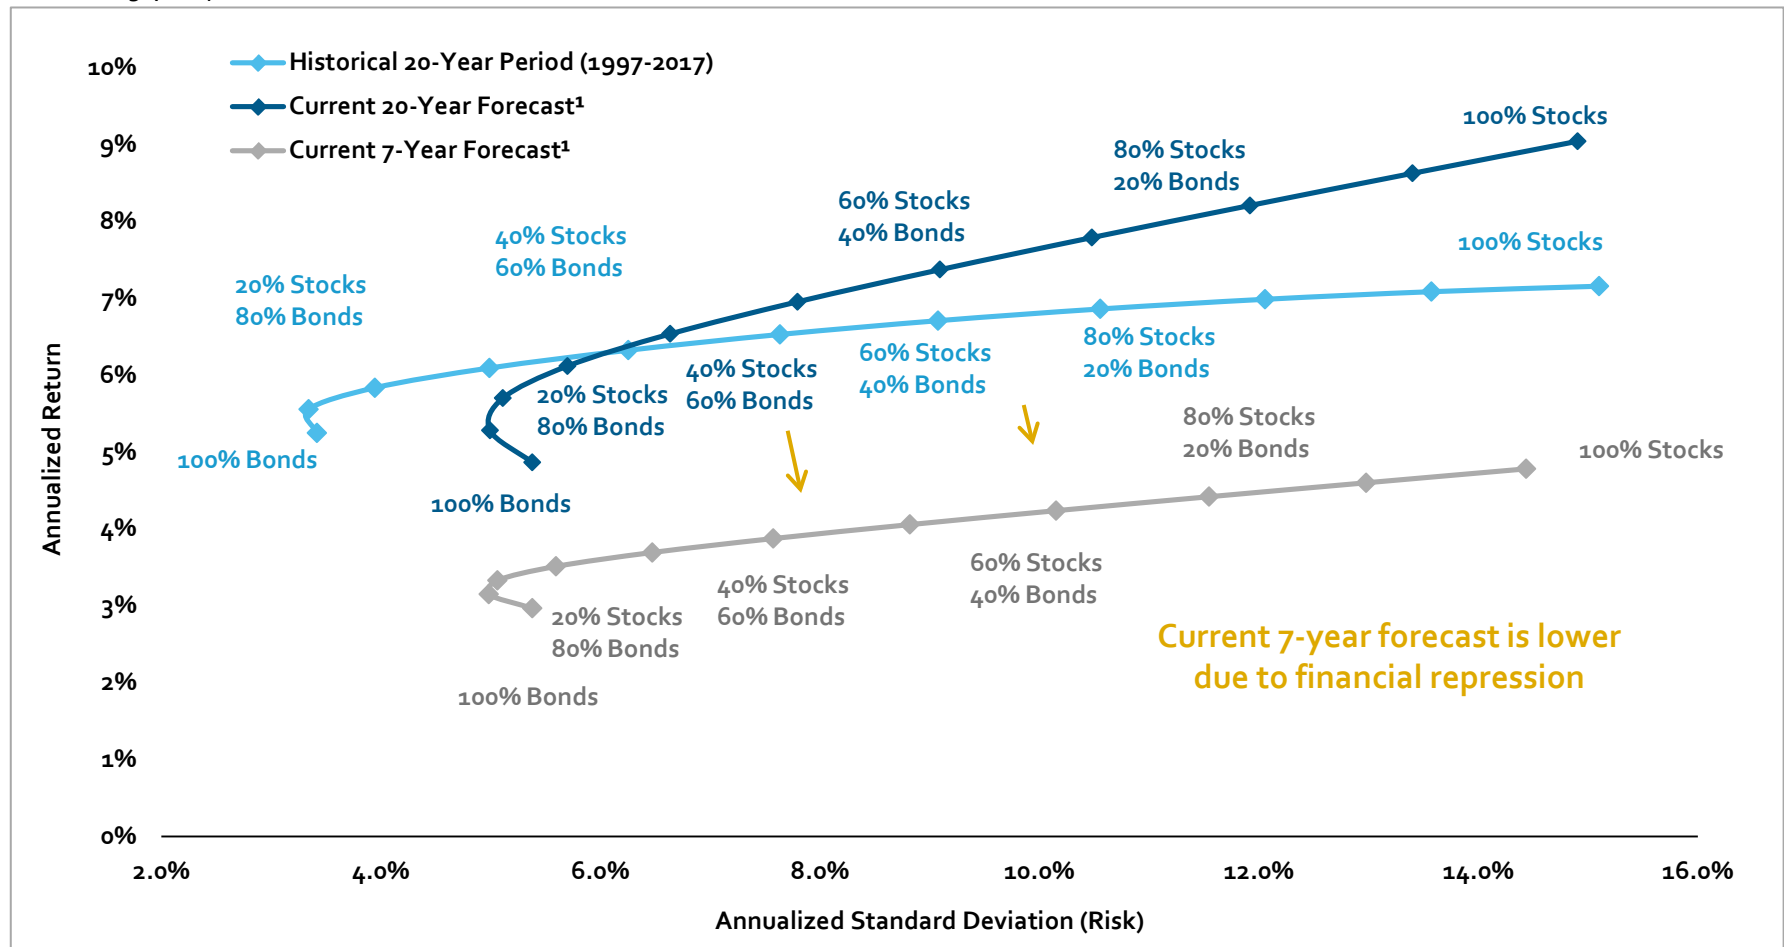 Historical 20-Year Period (1997-2017)
Current 20-Year Forecast¹
Current 7-Year Forecast¹
10%
9%
8%
7%
6%
5%
4%
3%
2%
1%
0%
Annualized Return
100% Stocks
80% Stocks
20% Bonds
60% Stocks
40% Bonds
40% Stocks
60% Bonds
100% Stocks
20% Stocks
80% Bonds
80% Stocks
20% Bonds
60% Stocks
40% Bonds
40% Stocks
60% Bonds
20% Stocks
80% Bonds
100% Bonds
100% Bonds
80% Stocks
20% Bonds
100% Stocks
60% Stocks
40% Bonds
40% Stocks
60% Bonds
20% Stocks
80% Bonds
100% Bonds
Current 7-year forecast is lower
due to financial repression
2.0%
4.0%
6.0%
8.0%
10.0%
12.0%
14.0%
16.0%
Annualized Standard Deviation (Risk)